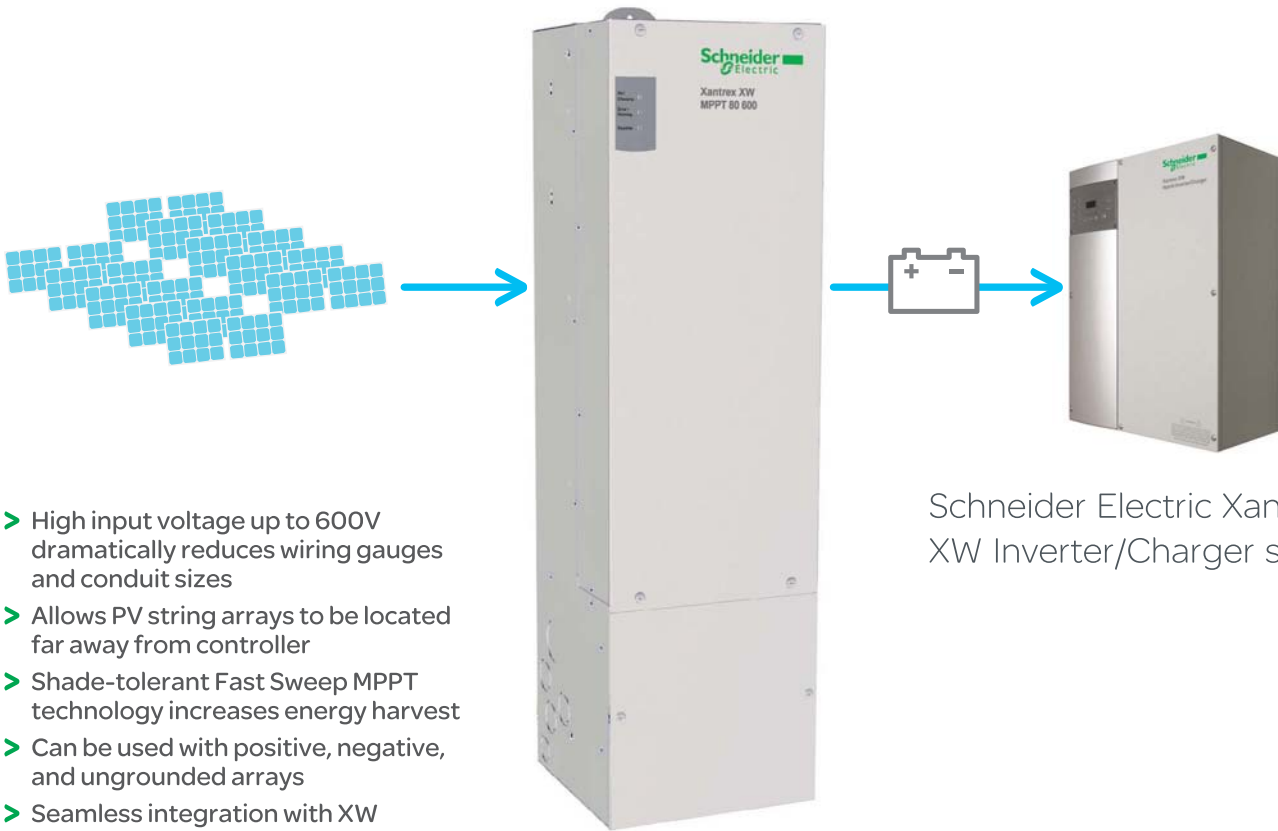 Schneider
Electric
Xantrex XW
MPPT 80 600
+ -
Schneider
Electric
> High input voltage up to 600V
dramatically reduces wiring gauges
and conduit sizes
> Allows PV string arrays to be located
far away from controller
> Shade-tolerant Fast Sweep MPPT
technology increases energy harvest
> Can be used with positive, negative,
and ungrounded arrays
> Seamless integration with XW
Schneider Electric Xan
XW Inverter/Charger s